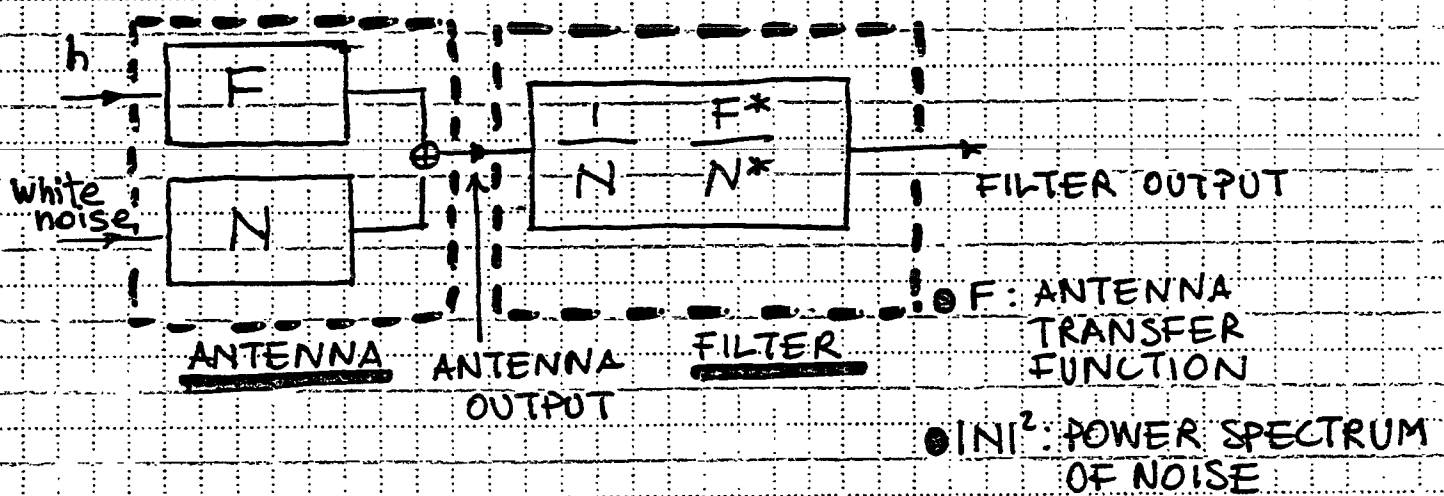 h
F
White
noise
N
1 F*
N N*
FILTER OUTPUT
ANTENNA
ANTENNA
OUTPUT
FILTER
F: ANTENNA
TRANSFER
FUNCTION
|N|²: POWER SPECTRUM
OF NOISE